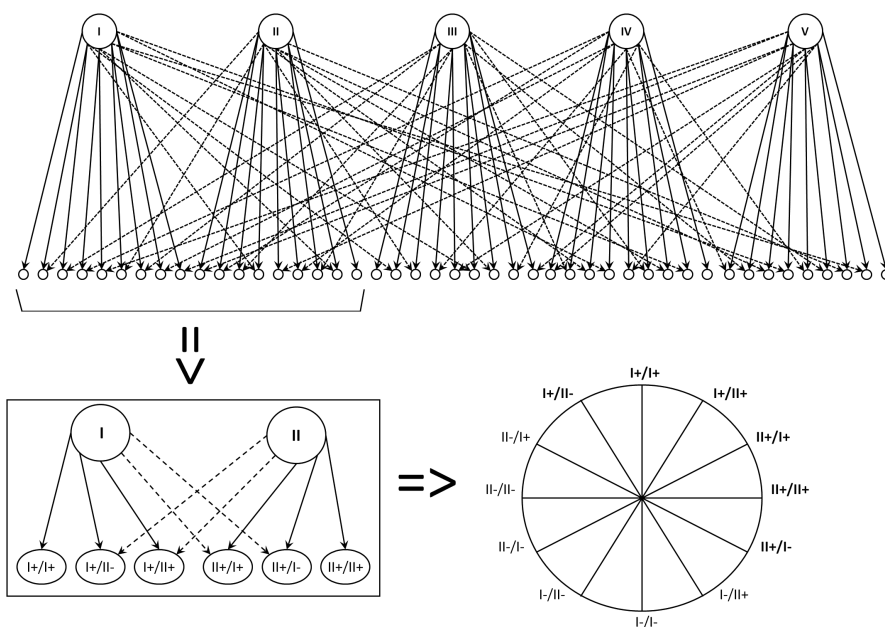 I II III IV V
I II
I+/I+ I+/II- I+/II+ II+/I+ II+/I- II+/II+
=>
I+/I+
I+/II- I+/II+
II-/I+ II+/I+
II-/II- II+/II+
II-/I- II+/I-
I-/II- I-/II+
I-/I-